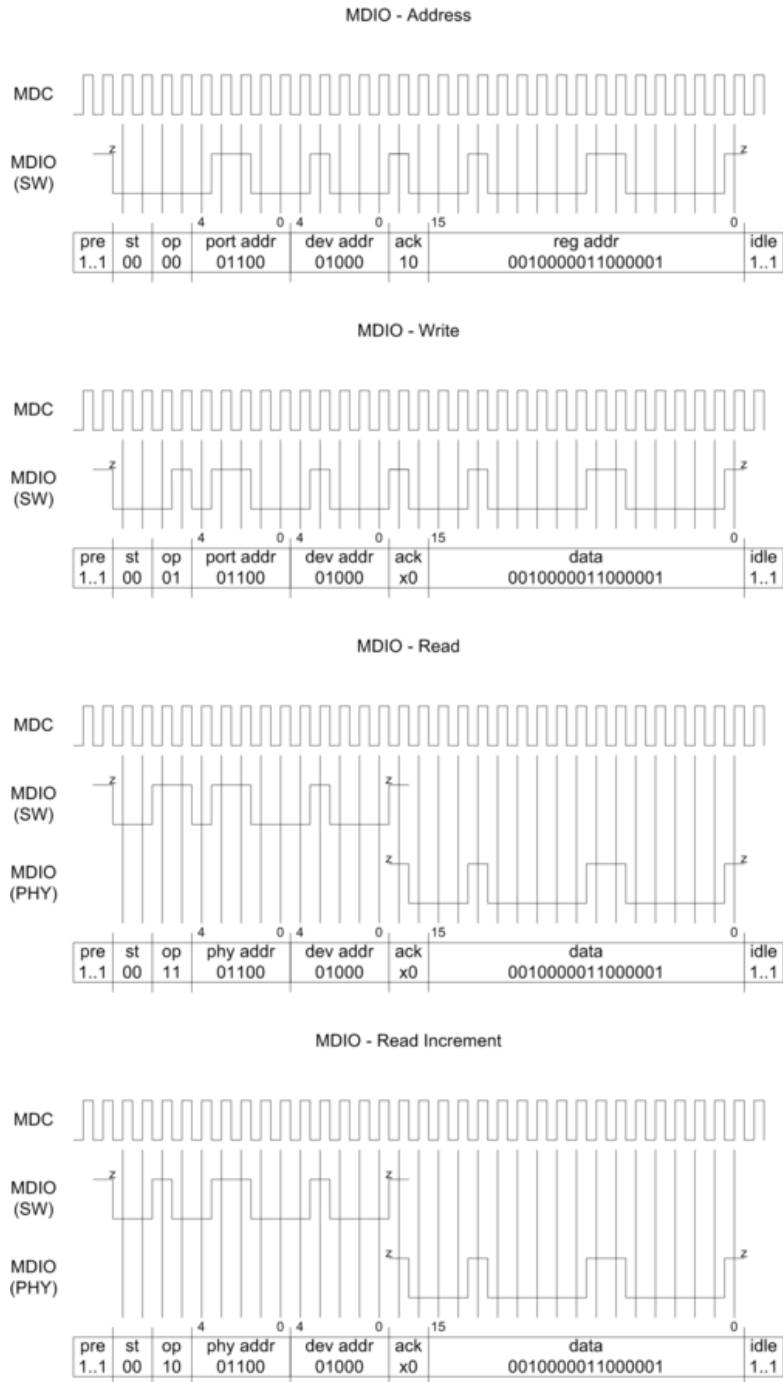 MDIO - Address
MDC
z z
MDIO
(SW)
4 0 4 0 15 0
pre st op port addr dev addr ack reg addr idle
1..1 00 00 01100 01000 10 0010000011000001 1..1
MDIO - Write
MDC
z z
MDIO
(SW)
4 0 4 0 15 0
pre st op port addr dev addr ack data idle
1..1 00 01 01100 01000 x0 0010000011000001 1..1
MDIO - Read
MDC
z z
MDIO
(SW)
z z
MDIO
(PHY)
4 0 4 0 15 0
pre st op phy addr dev addr ack data idle
1..1 00 11 01100 01000 x0 0010000011000001 1..1
MDIO - Read Increment
MDC
z z
MDIO
(SW)
z z
MDIO
(PHY)
4 0 4 0 15 0
pre st op phy addr dev addr ack data idle
1..1 00 10 01100 01000 x0 0010000011000001 1..1